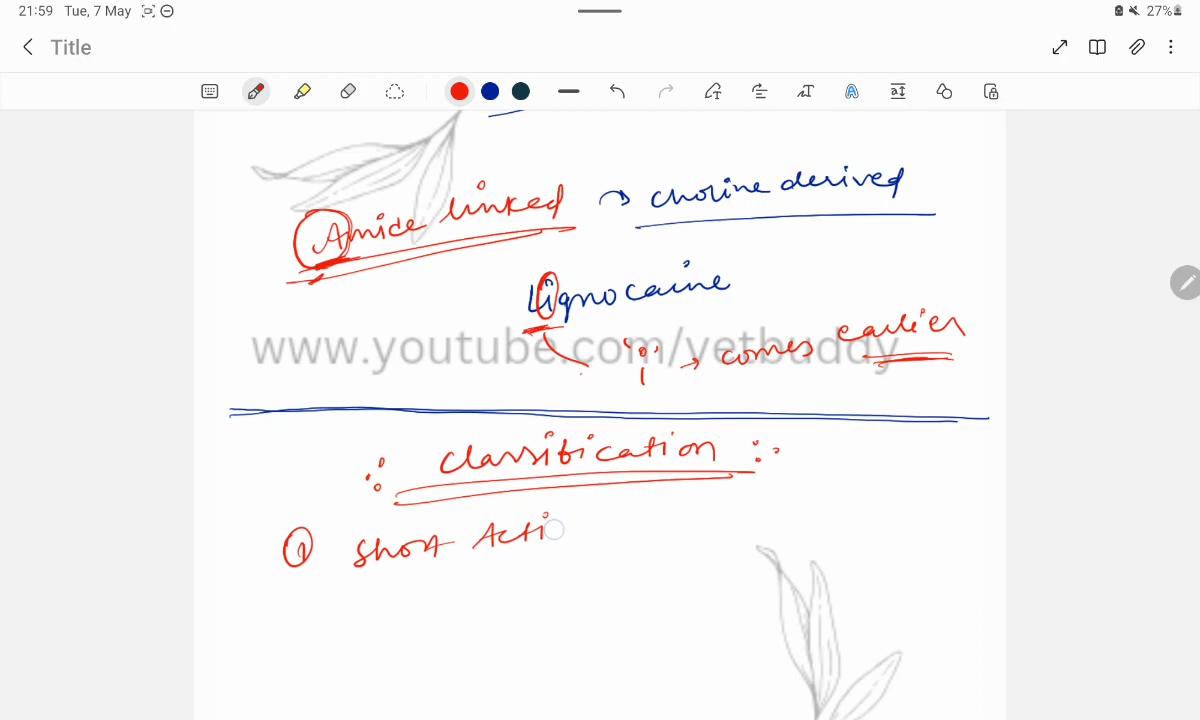 21:59 Tue, 7 May
27%
Title
Amide linked → choline derived
Lignocaine
"i" → comes earlier
www.youtube.com/yetbuddy
∴ classification :·
① Short Acti